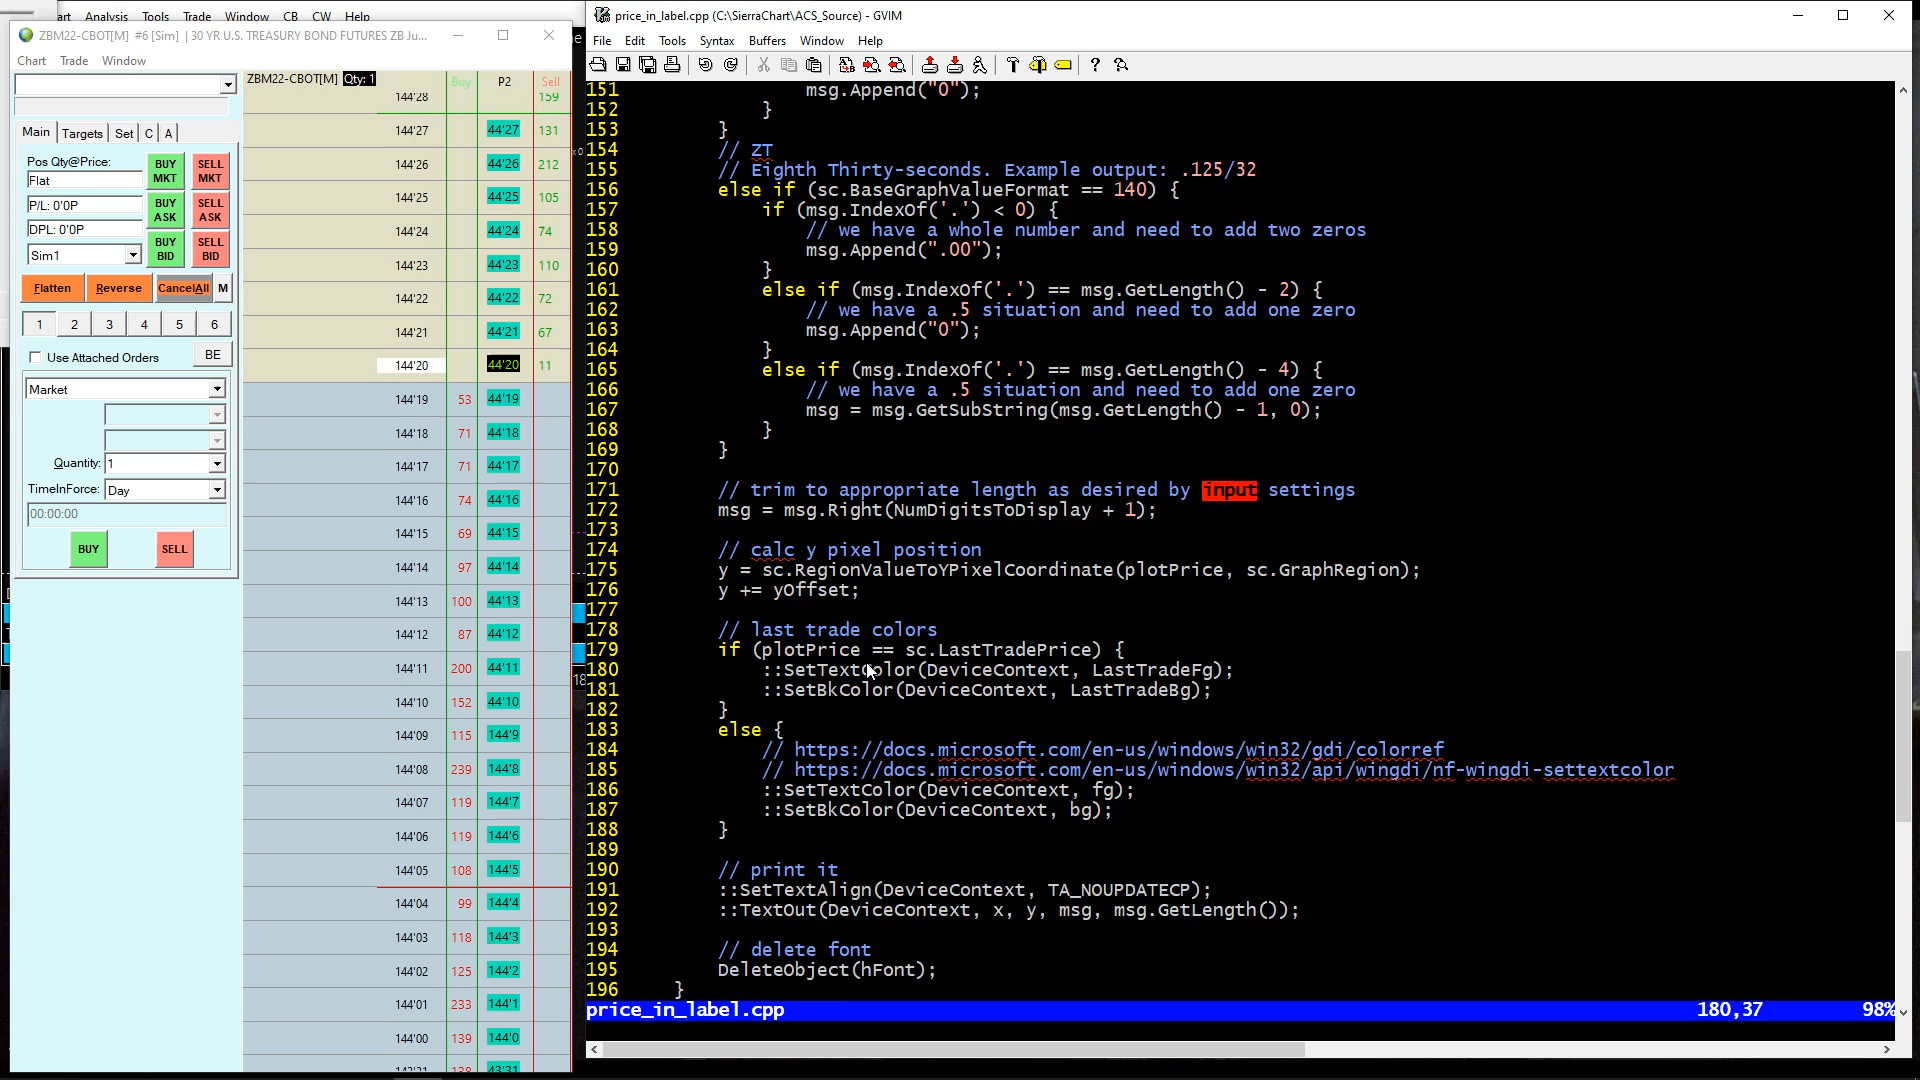 art Analysis Tools Trade Window CB CW Help
ZBM22-CBOT[M] #6 [Sim] | 30 YR U.S. TREASURY BOND FUTURES ZB Ju...
Chart Trade Window
Main Targets Set C A
Pos Qty@Price:
Flat
P/L: 0'0P
DPL: 0'0P
Sim1
BUY MKT
SELL MKT
BUY ASK
SELL ASK
BUY BID
SELL BID
Flatten Reverse CancelAll M
1 2 3 4 5 6
Use Attached Orders BE
Market
Quantity: 1
TimeInForce: Day
00:00:00
BUY SELL
ZBM22-CBOT[M] Qty: 1 Buy P2 Sell
144'28 159
144'27 44'27 131
144'26 44'26 212
144'25 44'25 105
144'24 44'24 74
144'23 44'23 110
144'22 44'22 72
144'21 44'21 67
144'20 44'20 11
144'19 53 44'19
144'18 71 44'18
144'17 71 44'17
144'16 74 44'16
144'15 69 44'15
144'14 97 44'14
144'13 100 44'13
144'12 87 44'12
144'11 200 44'11
144'10 152 44'10
144'09 115 144'9
144'08 239 144'8
144'07 119 144'7
144'06 119 144'6
144'05 108 144'5
144'04 99 144'4
144'03 118 144'3
144'02 125 144'2
144'01 233 144'1
144'00 139 144'0
143'31 138 43'31
price_in_label.cpp (C:\SierraChart\ACS_Source) - GVIM
File Edit Tools Syntax Buffers Window Help
151 msg.Append("0");
152 }
153 }
154 // ZT
155 // Eighth Thirty-seconds. Example output: .125/32
156 else if (sc.BaseGraphValueFormat == 140) {
157 if (msg.IndexOf('.') < 0) {
158 // we have a whole number and need to add two zeros
159 msg.Append(".00");
160 }
161 else if (msg.IndexOf('.') == msg.GetLength() - 2) {
162 // we have a .5 situation and need to add one zero
163 msg.Append("0");
164 }
165 else if (msg.IndexOf('.') == msg.GetLength() - 4) {
166 // we have a .5 situation and need to add one zero
167 msg = msg.GetSubString(msg.GetLength() - 1, 0);
168 }
169 }
170
171 // trim to appropriate length as desired by input settings
172 msg = msg.Right(NumDigitsToDisplay + 1);
173
174 // calc y pixel position
175 y = sc.RegionValueToYPixelCoordinate(plotPrice, sc.GraphRegion);
176 y += yOffset;
177
178 // last trade colors
179 if (plotPrice == sc.LastTradePrice) {
180 ::SetTextColor(DeviceContext, LastTradeFg);
181 ::SetBkColor(DeviceContext, LastTradeBg);
182 }
183 else {
184 // https://docs.microsoft.com/en-us/windows/win32/gdi/colorref
185 // https://docs.microsoft.com/en-us/windows/win32/api/wingdi/nf-wingdi-settextcolor
186 ::SetTextColor(DeviceContext, fg);
187 ::SetBkColor(DeviceContext, bg);
188 }
189
190 // print it
191 ::SetTextAlign(DeviceContext, TA_NOUPDATECP);
192 ::TextOut(DeviceContext, x, y, msg, msg.GetLength());
193
194 // delete font
195 DeleteObject(hFont);
196 }
price_in_label.cpp 180,37 98%